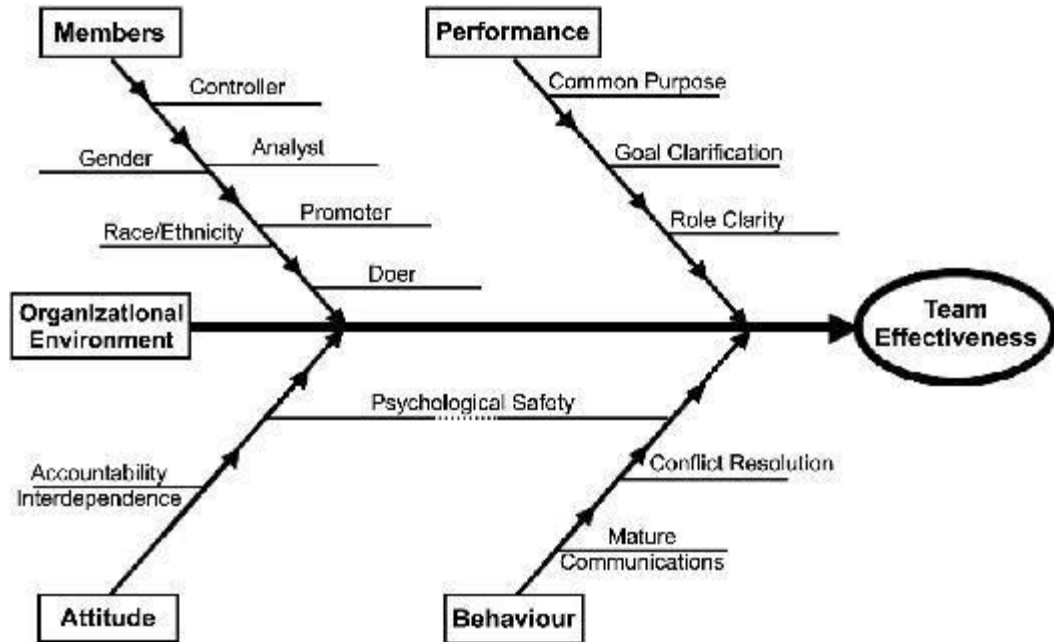 Members
Performance
Controller
Common Purpose
Gender
Analyst
Goal Clarification
Race/Ethnicity
Promoter
Role Clarity
Doer
Organizational
Environment
Team
Effectiveness
Psychological Safety
Accountability
Interdependence
Conflict Resolution
Mature
Communications
Attitude
Behaviour